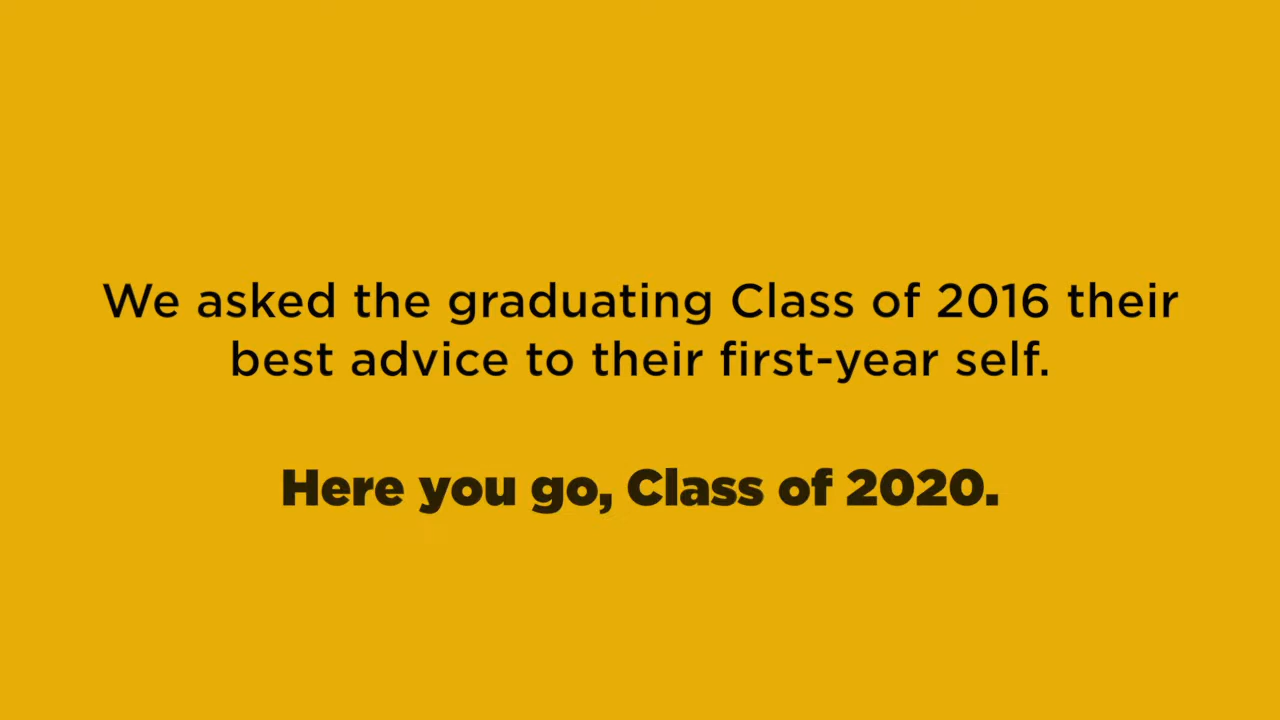 We asked the graduating Class of 2016 their
best advice to their first-year self.
Here you go, Class of 2020.